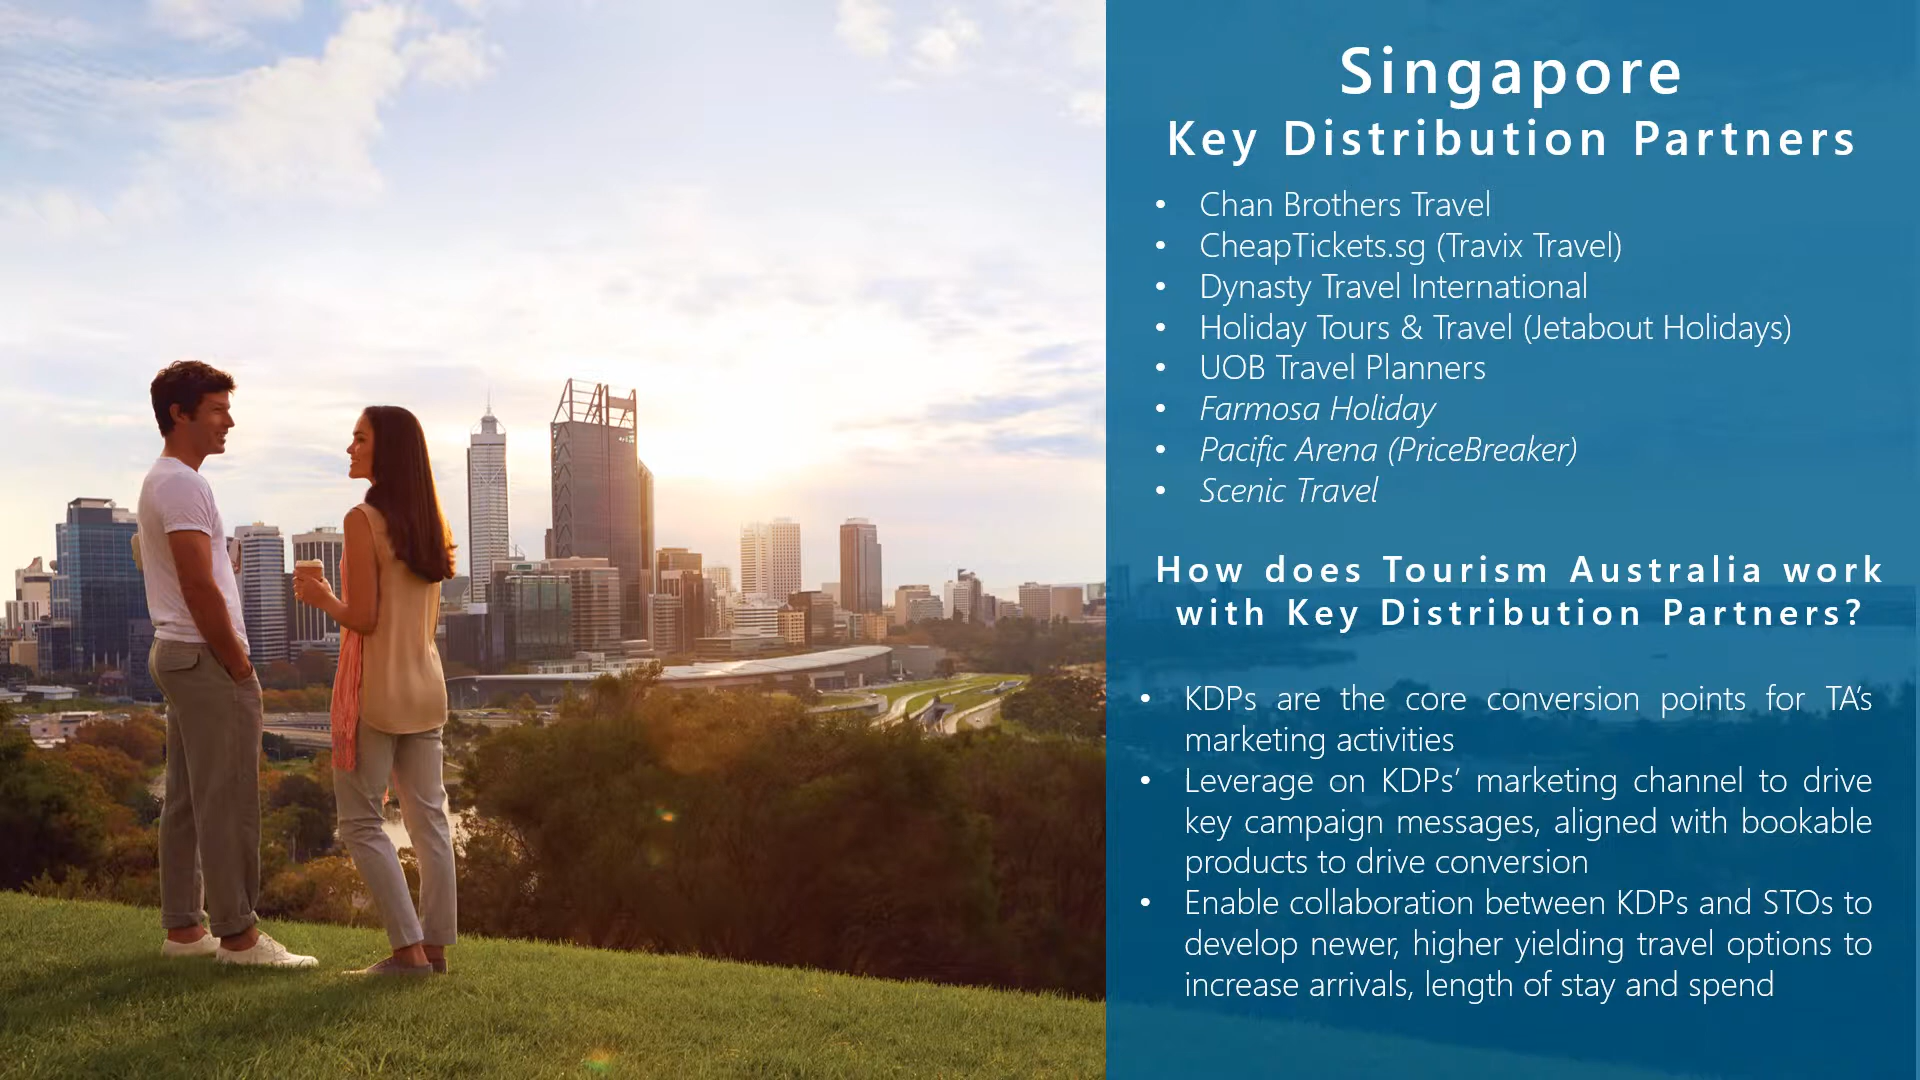 Singapore
Key Distribution Partners
• Chan Brothers Travel
• CheapTickets.sg (Travix Travel)
• Dynasty Travel International
• Holiday Tours & Travel (Jetabout Holidays)
• UOB Travel Planners
• Farmosa Holiday
• Pacific Arena (PriceBreaker)
• Scenic Travel
How does Tourism Australia work
with Key Distribution Partners?
• KDPs are the core conversion points for TA’s
marketing activities
• Leverage on KDPs’ marketing channel to drive
key campaign messages, aligned with bookable
products to drive conversion
• Enable collaboration between KDPs and STOs to
develop newer, higher yielding travel options to
increase arrivals, length of stay and spend